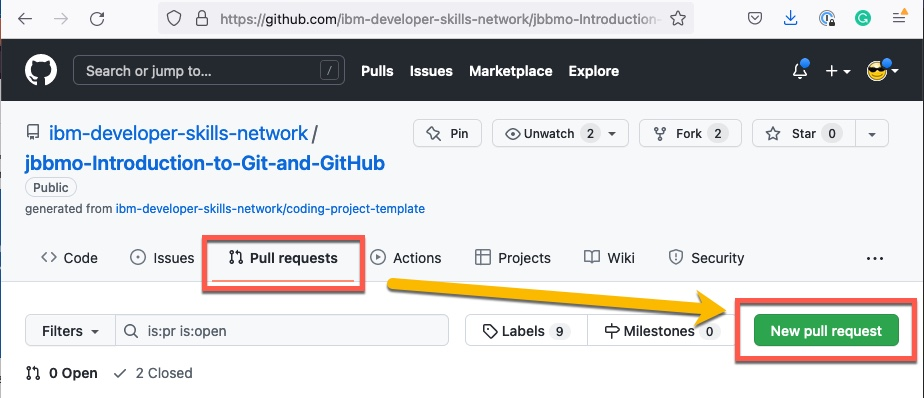 https://github.com/ibm-developer-skills-network/jbbmo-Introduction-
Search or jump to... / Pulls Issues Marketplace Explore
ibm-developer-skills-network / Pin Unwatch 2 Fork 2 Star 0
jbbmo-Introduction-to-Git-and-GitHub
Public
generated from ibm-developer-skills-network/coding-project-template
Code Issues Pull requests Actions Projects Wiki Security ...
Filters is:pr is:open Labels 9 Milestones 0 New pull request
0 Open 2 Closed